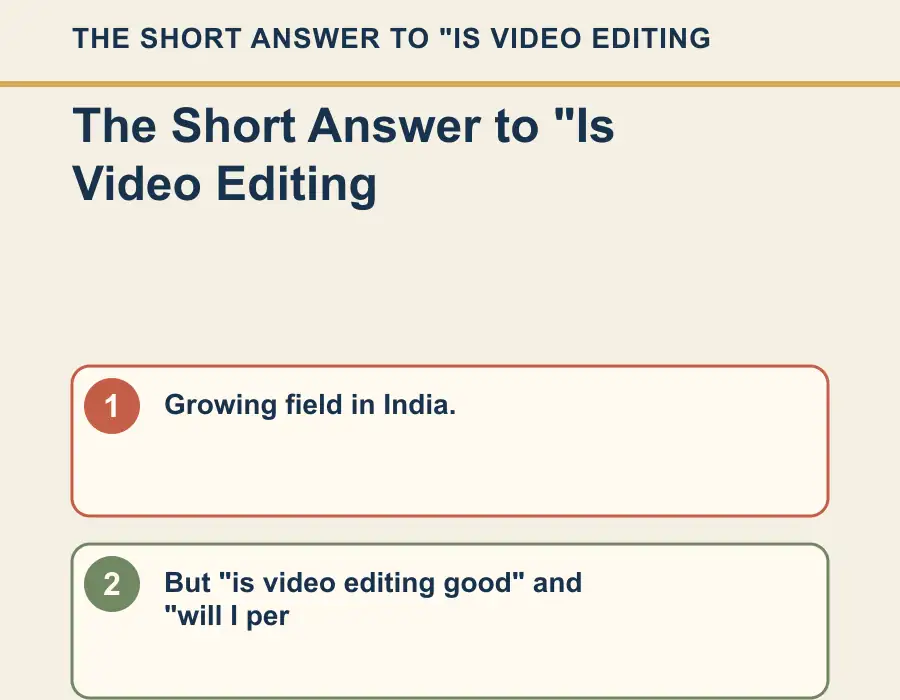 THE SHORT ANSWER TO "IS VIDEO EDITING
The Short Answer to "Is
Video Editing
1
Growing field in India.
2
But "is video editing good" and
"will I per